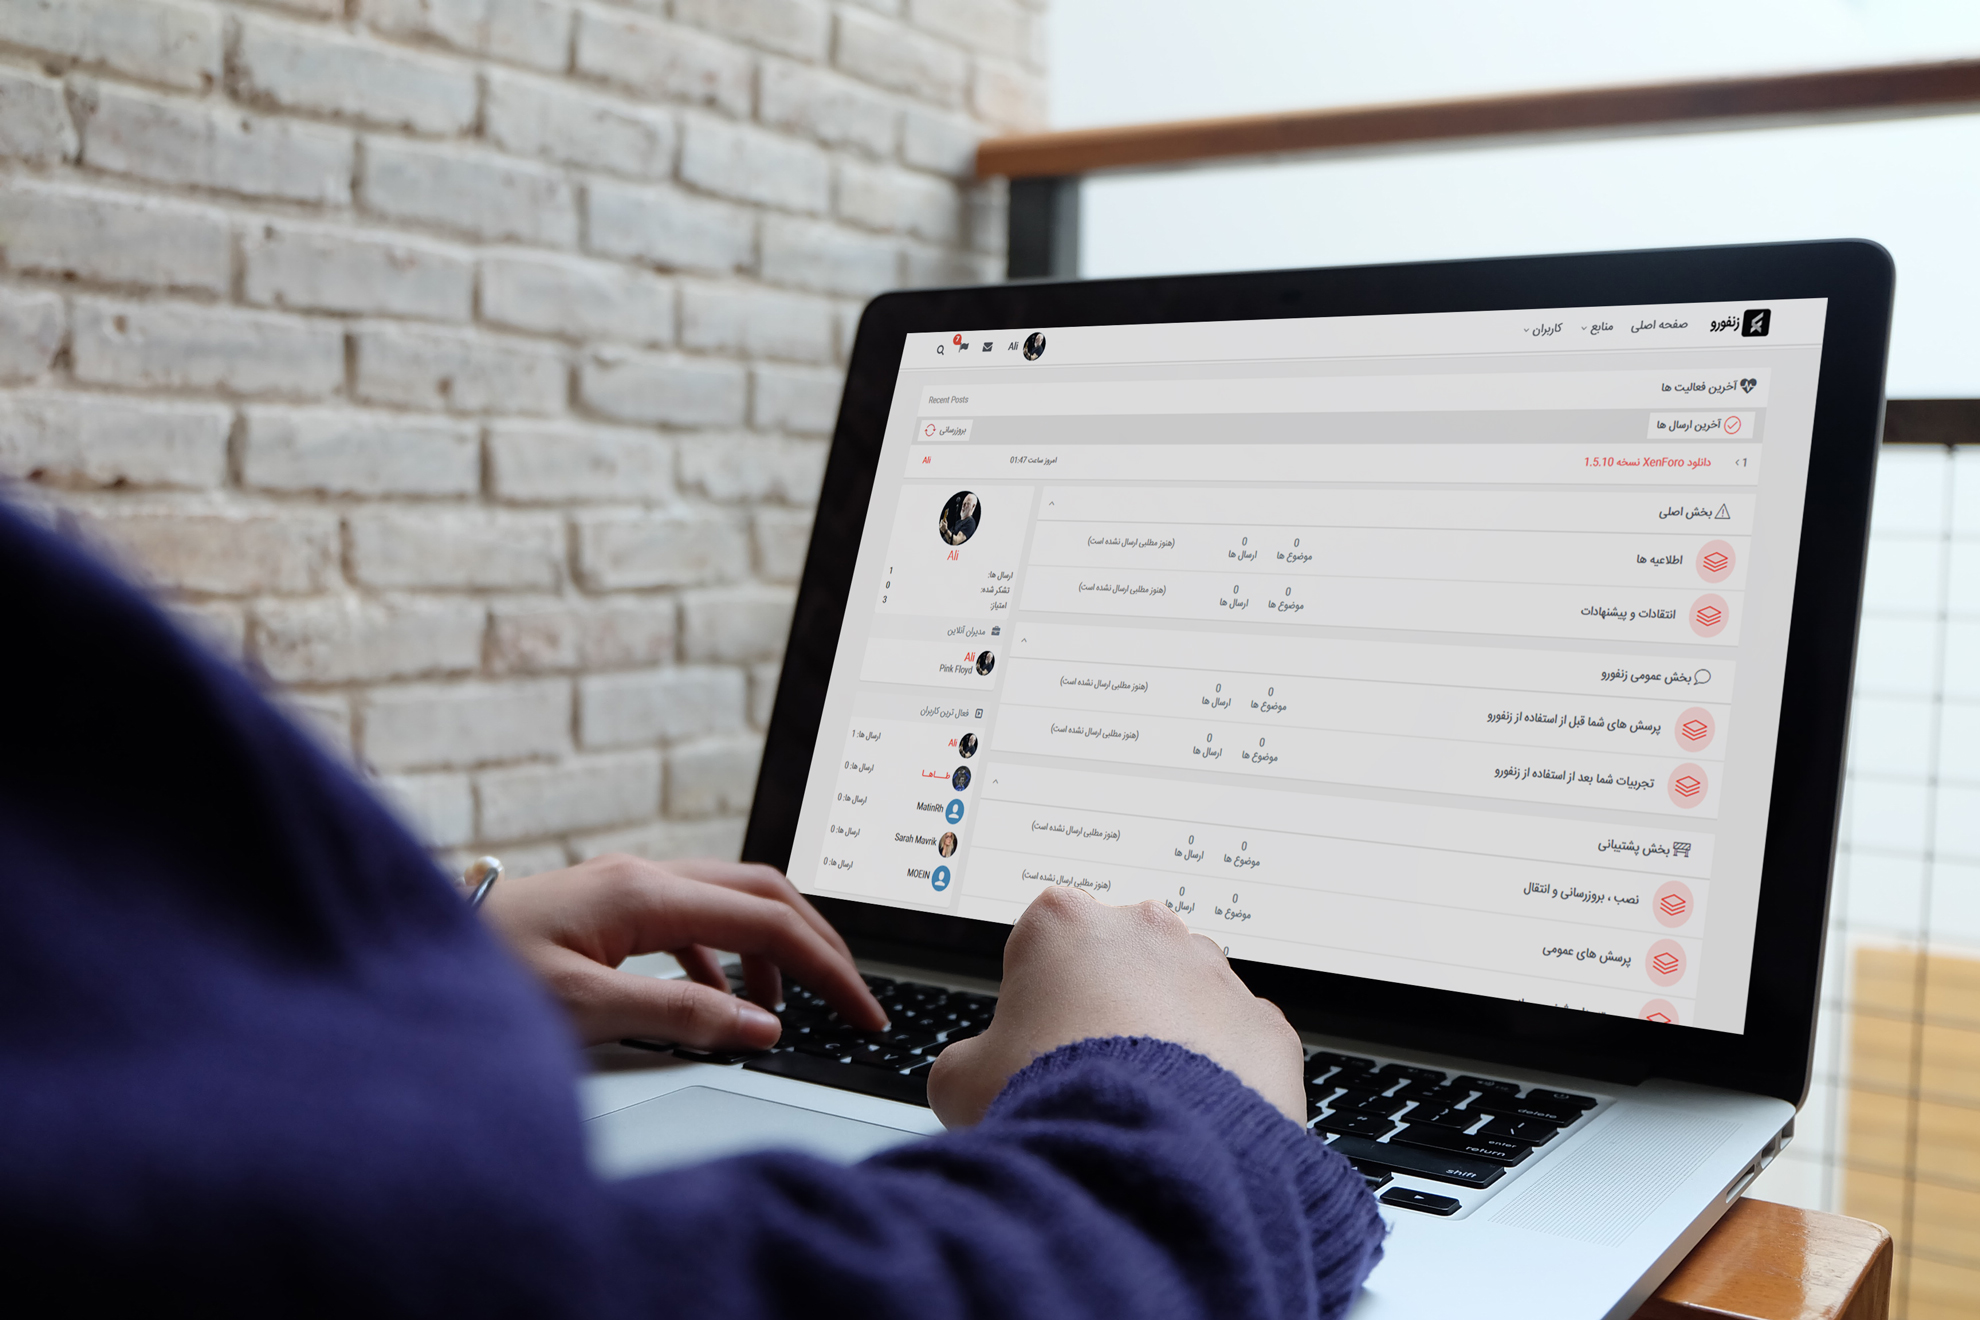 زنفورو
صفحه اصلی
منابع
کاربران
Ali
7
آخرین فعالیت ها
Recent Posts
آخرین ارسال ها
بروزرسانی
1
دانلود XenForo نسخه 1.5.10
امروز ساعت 01:47
Ali
بخش اصلی
اطلاعیه ها
0 موضوع ها
0 ارسال ها
(هنوز مطلبی ارسال نشده است)
انتقادات و پیشنهادات
0 موضوع ها
0 ارسال ها
(هنوز مطلبی ارسال نشده است)
بخش عمومی زنفورو
پرسش های شما قبل از استفاده از زنفورو
0 موضوع ها
0 ارسال ها
(هنوز مطلبی ارسال نشده است)
تجربیات شما بعد از استفاده از زنفورو
0 موضوع ها
0 ارسال ها
(هنوز مطلبی ارسال نشده است)
بخش پشتیبانی
نصب ، بروزرسانی و انتقال
0 موضوع ها
0 ارسال ها
(هنوز مطلبی ارسال نشده است)
پرسش های عمومی
0 موضوع ها
0 ارسال ها
(هنوز مطلبی ارسال نشده است)
0
Ali
ارسال ها: 1
تشکر شده: 0
امتیاز: 3
مدیران آنلاین
Ali
Pink Floyd
فعال ترین کاربران
Ali
ارسال ها: 1
طــاهــا
ارسال ها: 0
MatinRh
ارسال ها: 0
Sarah Mavrik
ارسال ها: 0
MOEIN
ارسال ها: 0
delete
enter
return
shift
C
V